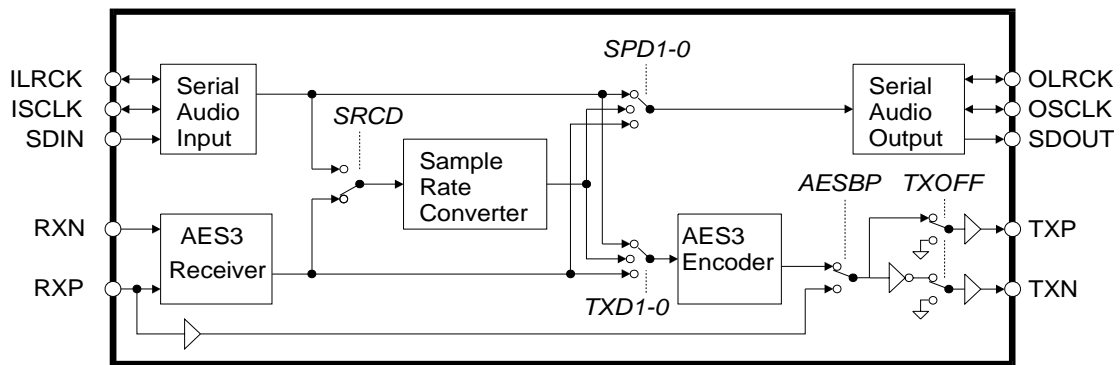 SPD1-0
ILRCK
ISCLK
SDIN
Serial
Audio
Input
SRCD
Sample
Rate
Converter
Serial
Audio
Output
OLRCK
OSCLK
SDOUT
AESBP
TXOFF
RXN
RXP
AES3
Receiver
AES3
Encoder
TXD1-0
TXP
TXN